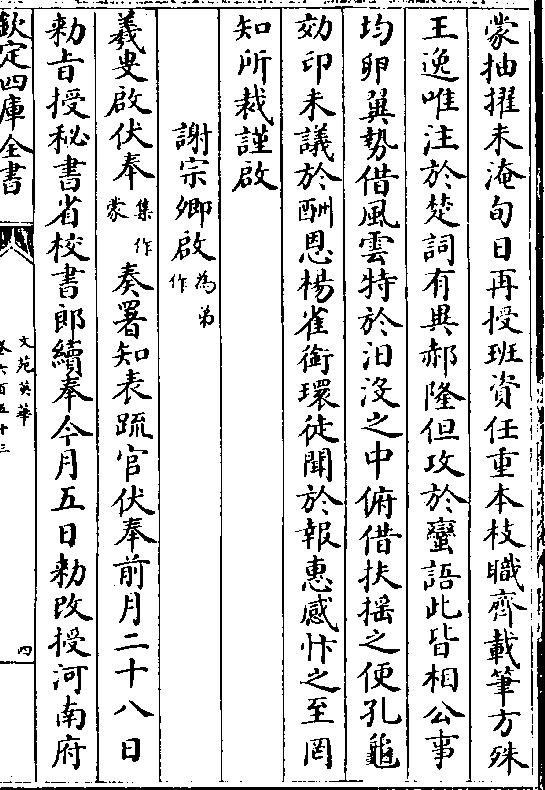 蒙抽擢未淹旬日再授班資任重本枝職齊載筆方殊
王逸唯注於楚詞有異郝隆但攻於蠻語此皆相公事
均卵翼勢借風雲特於汨沒之中俯借扶摇之便孔龜
効印未議於酬恩楊雀銜環徒聞於報惠感忭之至罔
知所裁謹啟
謝宗卿啟為弟作
羲叟啟伏奉集作蒙奏署知表疏官伏奉前月二十八日
勅旨授秘書省校書郎續奉今月五日勅改授河南府
欽定四庫全書
文苑英華
卷六百五十三
四